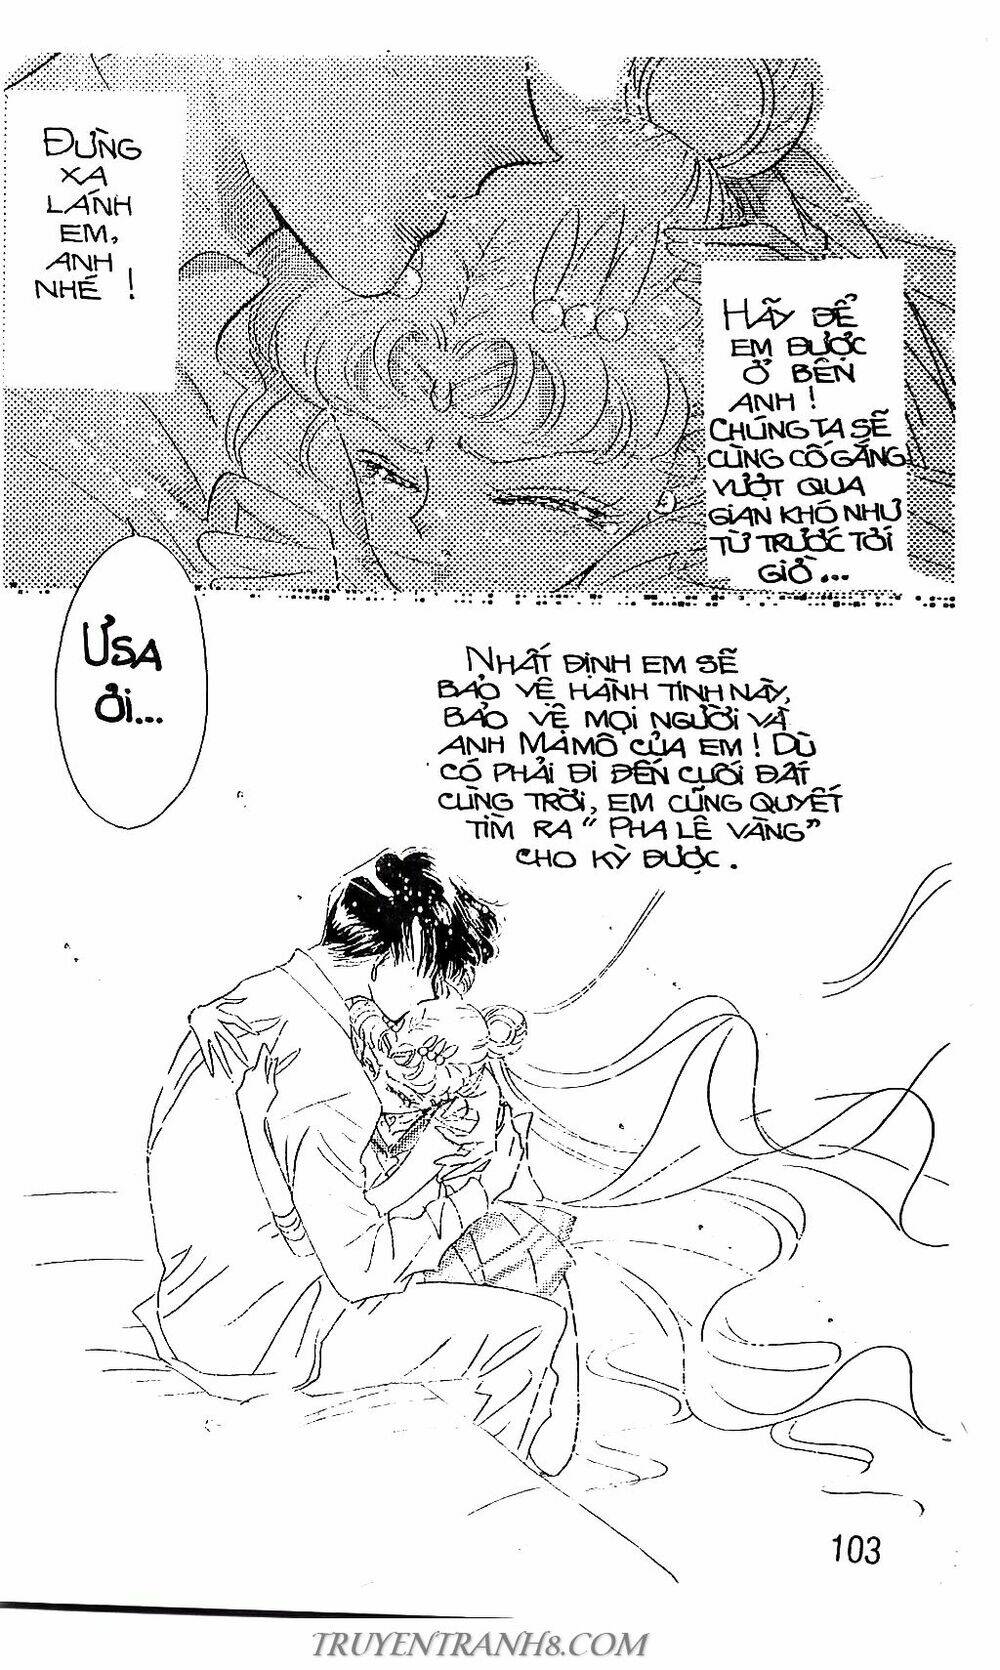 ĐỪNG
XA
LÁNH
EM,
ANH
NHÉ !
HÃY ĐỂ
EM ĐƯỢC
Ở BÊN
ANH !
CHÚNG TA SẼ
CÙNG CỐ GẮNG
VƯỢT QUA
GIAN KHÓ NHƯ
TỪ TRƯỚC TỚI
GIỜ...
ƯSA
ƠI...
NHẤT ĐỊNH EM SẼ
BẢO VỆ HÀNH TINH NÀY,
BẢO VỆ MỌI NGƯỜI VÀ
ANH MAMÔ CỦA EM ! DÙ
CÓ PHẢI ĐI ĐẾN CUỐI ĐẤT
CÙNG TRỜI, EM CŨNG QUYẾT
TÌM RA " PHA LÊ VÀNG"
CHO KỲ ĐƯỢC.
103
TRUYENTRANH8.COM